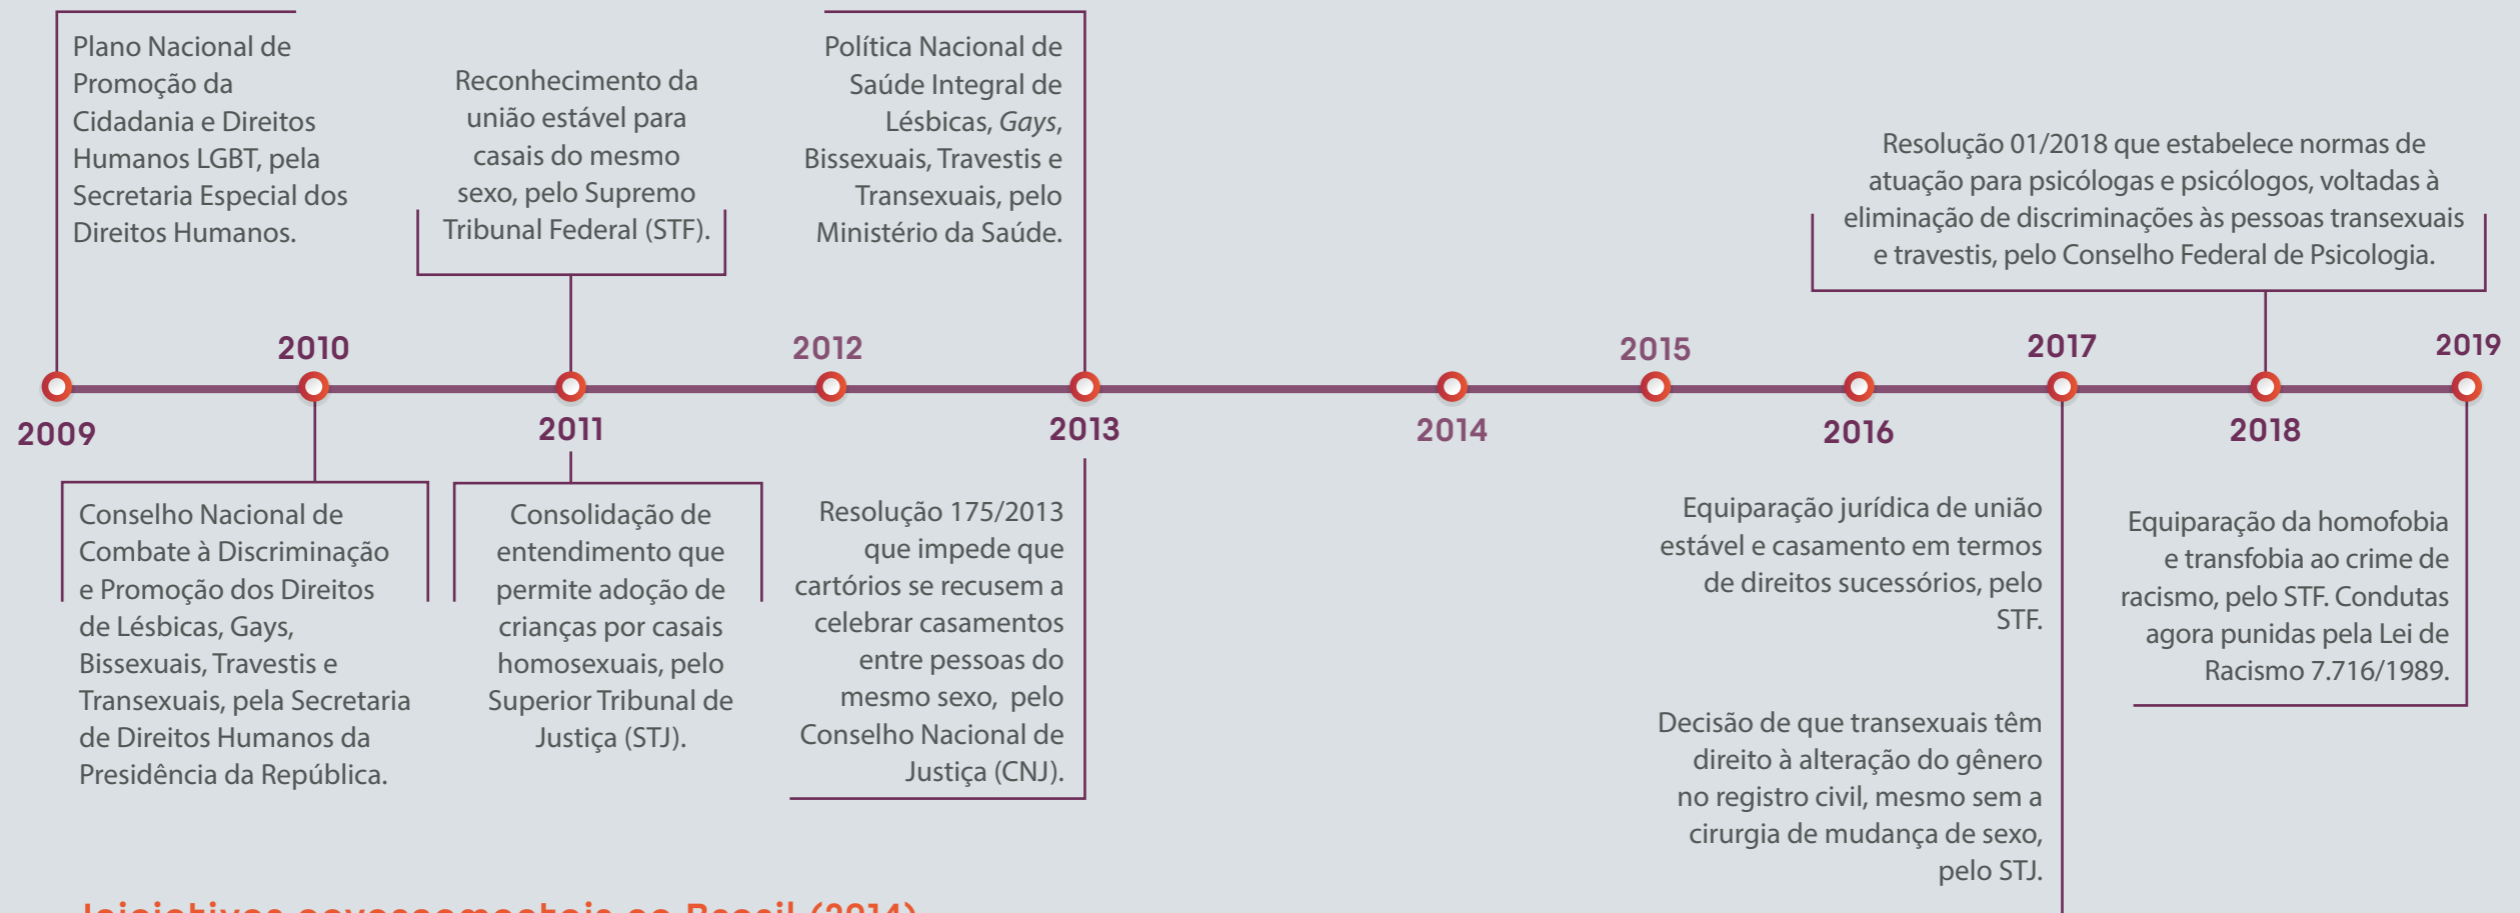 Plano Nacional de
Promoção da
Cidadania e Direitos
Humanos LGBT, pela
Secretaria Especial dos
Direitos Humanos.
Reconhecimento da
união estável para
casais do mesmo
sexo, pelo Supremo
Tribunal Federal (STF).
Política Nacional de
Saúde Integral de
Lésbicas, Gays,
Bissexuais, Travestis e
Transexuais, pelo
Ministério da Saúde.
Resolução 01/2018 que estabelece normas de
atuação para psicólogas e psicólogos, voltadas à
eliminação de discriminações às pessoas transexuais
e travestis, pelo Conselho Federal de Psicologia.
2010
2012
2015
2017
2019
2009
2011
2013
2014
2016
2018
Conselho Nacional de
Combate à Discriminação
e Promoção dos Direitos
de Lésbicas, Gays,
Bissexuais, Travestis e
Transexuais, pela Secretaria
de Direitos Humanos da
Presidência da República.
Consolidação de
entendimento que
permite adoção de
crianças por casais
homosexuais, pelo
Superior Tribunal de
Justiça (STJ).
Resolução 175/2013
que impede que
cartórios se recusem a
celebrar casamentos
entre pessoas do
mesmo sexo, pelo
Conselho Nacional de
Justiça (CNJ).
Equiparação jurídica de união
estável e casamento em termos
de direitos sucessórios, pelo
STF.
Decisão de que transexuais têm
direito à alteração do gênero
no registro civil, mesmo sem a
cirurgia de mudança de sexo,
pelo STJ.
Equiparação da homofobia
e transfobia ao crime de
racismo, pelo STF. Condutas
agora punidas pela Lei de
Racismo 7.716/1989.